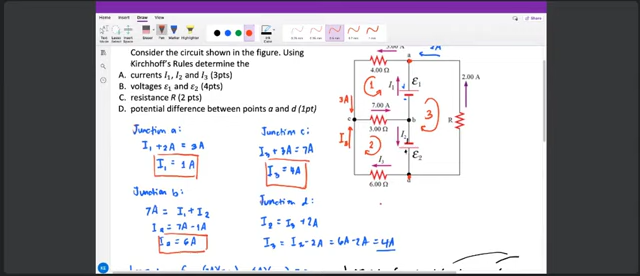 File
Home
Draw
View
D. Consider the circuit shown in the figure. Using
Kirchhoff's Rules determine the
A. currents I₁, I₂ and I₃ (3pts)
B. voltages ε₁ and ε₂ (4pts)
C. resistance R (2 pts)
D. potential difference between points a and d (1pt)
Junction a:
I₁ + 2A = 3A
I₁ = 1A
Junction b:
7A = I₁ + I₂
I₂ = 7A - 1A
I₂ = 6A
Junction c:
I₃ + 3A = 7A
I₃ = 4A
Junction d:
I₂ = I₃ + 2A
I₃ = I₂ - 2A = 6A - 2A = 4A
3.00 A
2A
a
4.00 Ω
1
I₁
ε₁
2.00 A
3A
7.00 A
3
c
b
R
5.00 Ω
I₃
2
I₂
ε₂
I₃
6.00 Ω
d